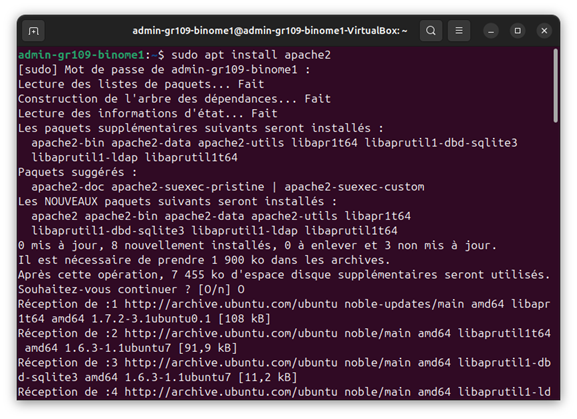 admin-gr109-binome1@admin-gr109-binome1-VirtualBox: ~
admin-gr109-binome1:~$ sudo apt install apache2
[sudo] Mot de passe de admin-gr109-binome1 :
Lecture des listes de paquets... Fait
Construction de l'arbre des dépendances... Fait
Lecture des informations d'état... Fait
Les paquets supplémentaires suivants seront installés :
  apache2-bin apache2-data apache2-utils libapr1t64 libaprutil1-dbd-sqlite3
  libaprutil1-ldap libaprutil1t64
Paquets suggérés :
  apache2-doc apache2-suexec-pristine | apache2-suexec-custom
Les NOUVEAUX paquets suivants seront installés :
  apache2 apache2-bin apache2-data apache2-utils libapr1t64
  libaprutil1-dbd-sqlite3 libaprutil1-ldap libaprutil1t64
0 mis à jour, 8 nouvellement installés, 0 à enlever et 3 non mis à jour.
Il est nécessaire de prendre 1 900 ko dans les archives.
Après cette opération, 7 455 ko d'espace disque supplémentaires seront utilisés.
Souhaitez-vous continuer ? [O/n] O
Réception de :1 http://archive.ubuntu.com/ubuntu noble-updates/main amd64 libapr
1t64 amd64 1.7.2-3.1ubuntu0.1 [108 kB]
Réception de :2 http://archive.ubuntu.com/ubuntu noble/main amd64 libaprutil1t64
 amd64 1.6.3-1.1ubuntu7 [91,9 kB]
Réception de :3 http://archive.ubuntu.com/ubuntu noble/main amd64 libaprutil1-db
d-sqlite3 amd64 1.6.3-1.1ubuntu7 [11,2 kB]
Réception de :4 http://archive.ubuntu.com/ubuntu noble/main amd64 libaprutil1-ld